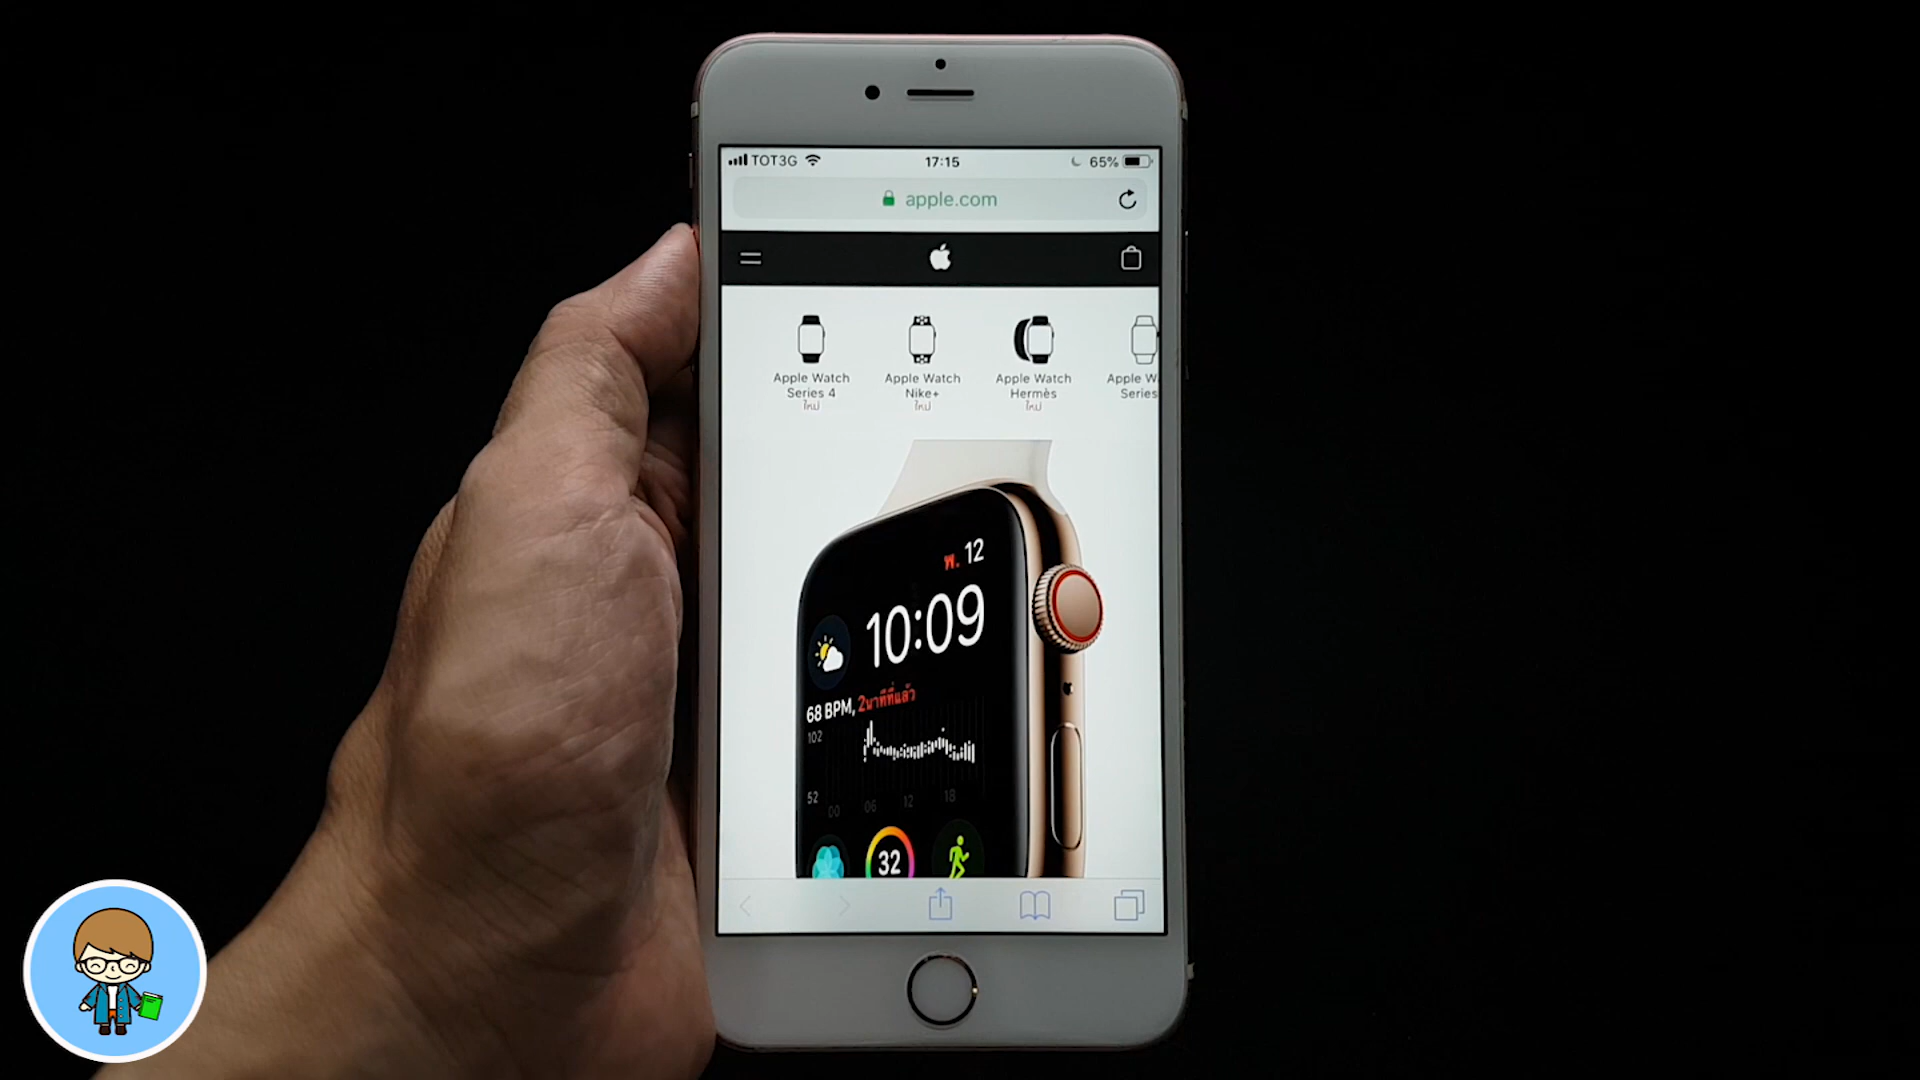 TOT3G 17:15 65%
apple.com
Apple Watch
Series 4
ใหม่
Apple Watch
Nike+
ใหม่
Apple Watch
Hermès
ใหม่
Apple W
Series
พ. 12
10:09
68 BPM, 2นาทีที่แล้ว
102
52
00 06 12 18
32